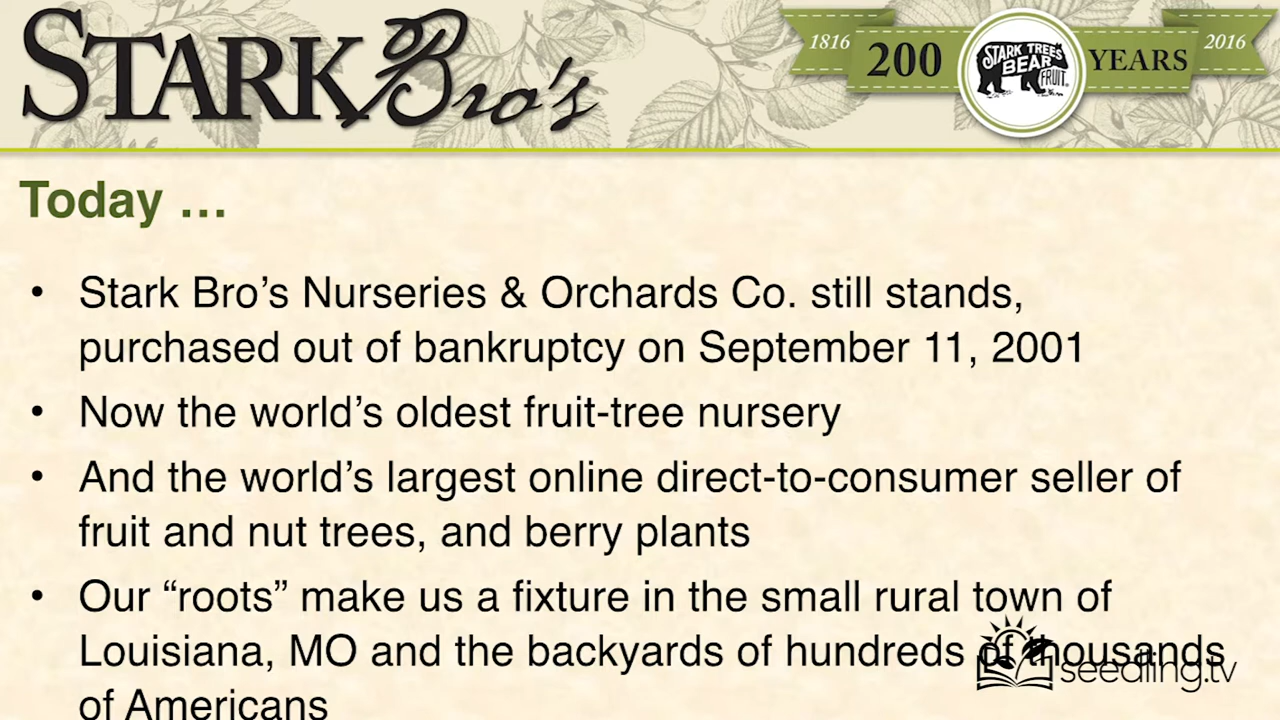 STARK Bro's
1816 200 YEARS 2016
STARK TREES
BEAR
FRUIT
Today …
• Stark Bro’s Nurseries & Orchards Co. still stands,
purchased out of bankruptcy on September 11, 2001
• Now the world’s oldest fruit-tree nursery
• And the world’s largest online direct-to-consumer seller of
fruit and nut trees, and berry plants
• Our “roots” make us a fixture in the small rural town of
Louisiana, MO and the backyards of hundreds of thousands
of Americans
seedling.tv